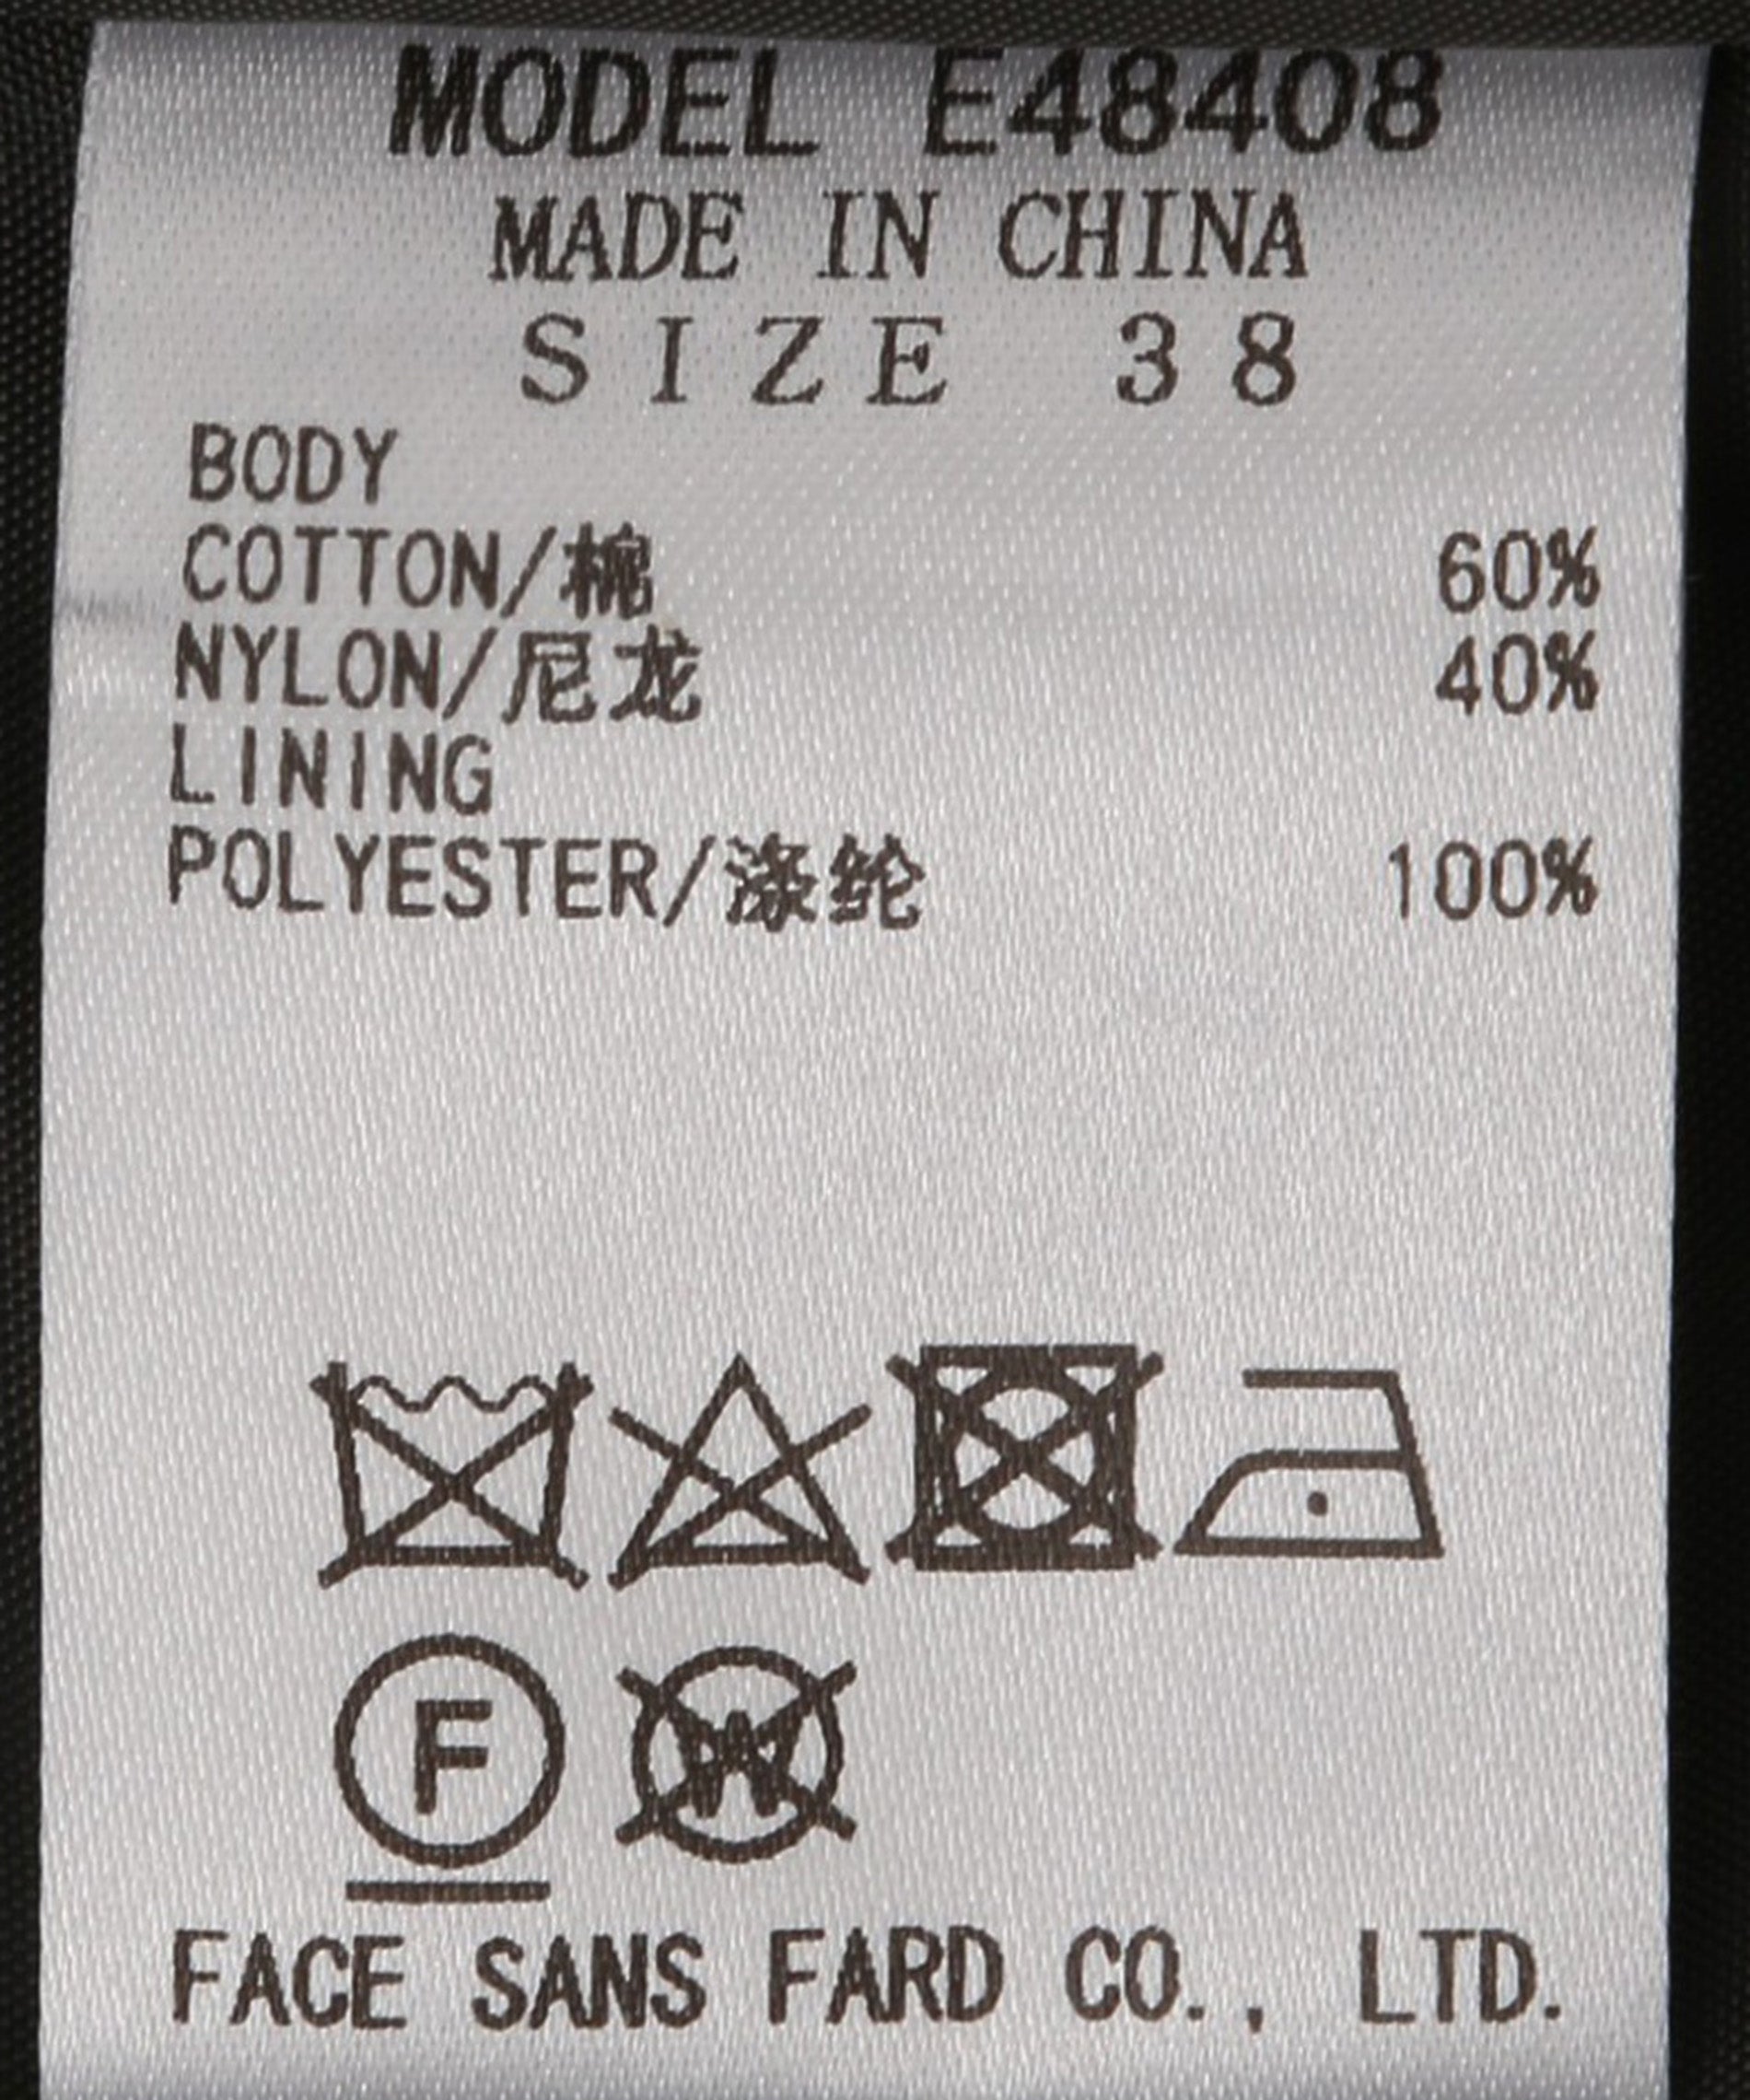 MODEL E48408
MADE IN CHINA
SIZE 38
BODY
COTTON/棉 60%
NYLON/尼龙 40%
LINING
POLYESTER/涤纶 100%
F
W
FACE SANS FARD CO., LTD.